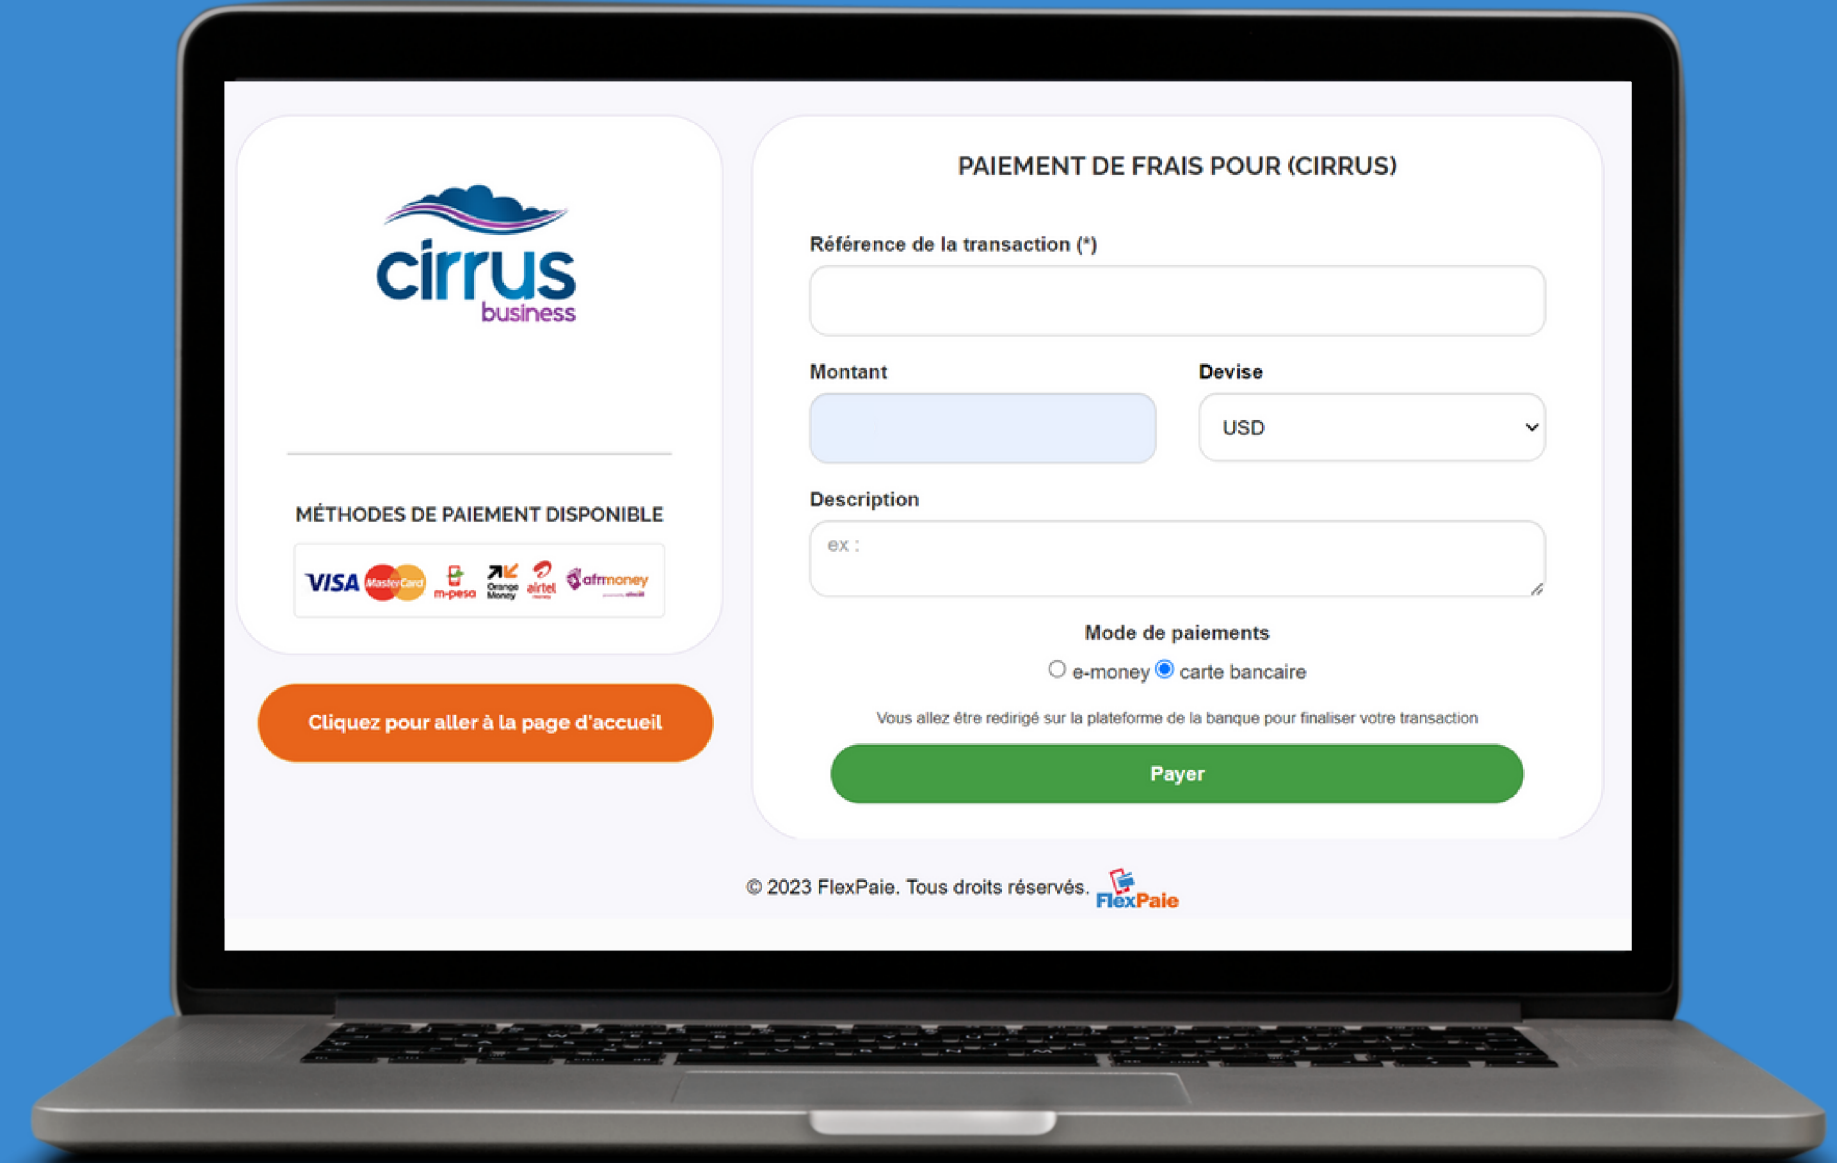 cirrus
business
MÉTHODES DE PAIEMENT DISPONIBLE
VISA MasterCard m-pesa Orange Money airtel money afrimoney
Cliquez pour aller à la page d'accueil
PAIEMENT DE FRAIS POUR (CIRRUS)
Référence de la transaction (*)
Montant Devise
USD
Description
ex :
Mode de paiements
e-money carte bancaire
Vous allez être redirigé sur la plateforme de la banque pour finaliser votre transaction
Payer
© 2023 FlexPaie. Tous droits réservés. FlexPaie